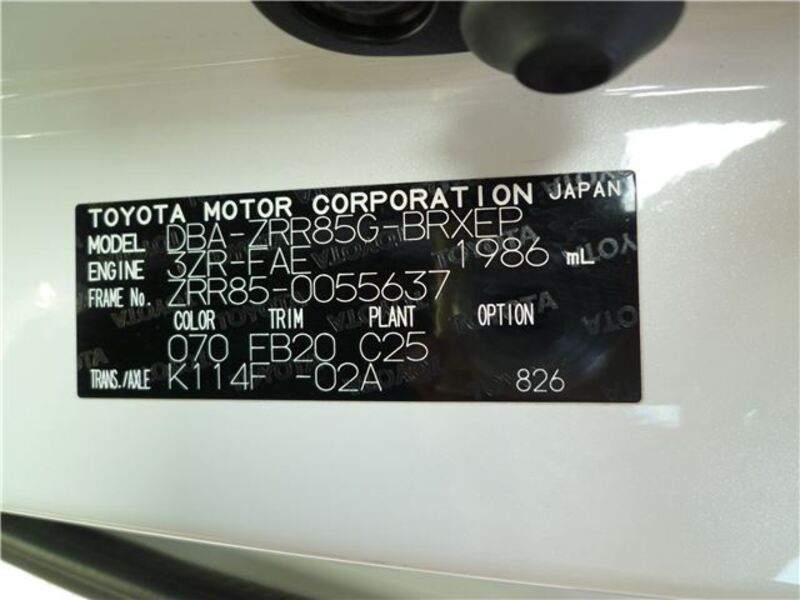 TOYOTA MOTOR CORPORATION JAPAN
MODEL DBA-ZRR85G-BRXEP
ENGINE 3ZR-FAE 1986 mL
FRAME No. ZRR85-0055637
COLOR TRIM PLANT OPTION
070 FB20 C25
TRANS./AXLE K114F -02A 826